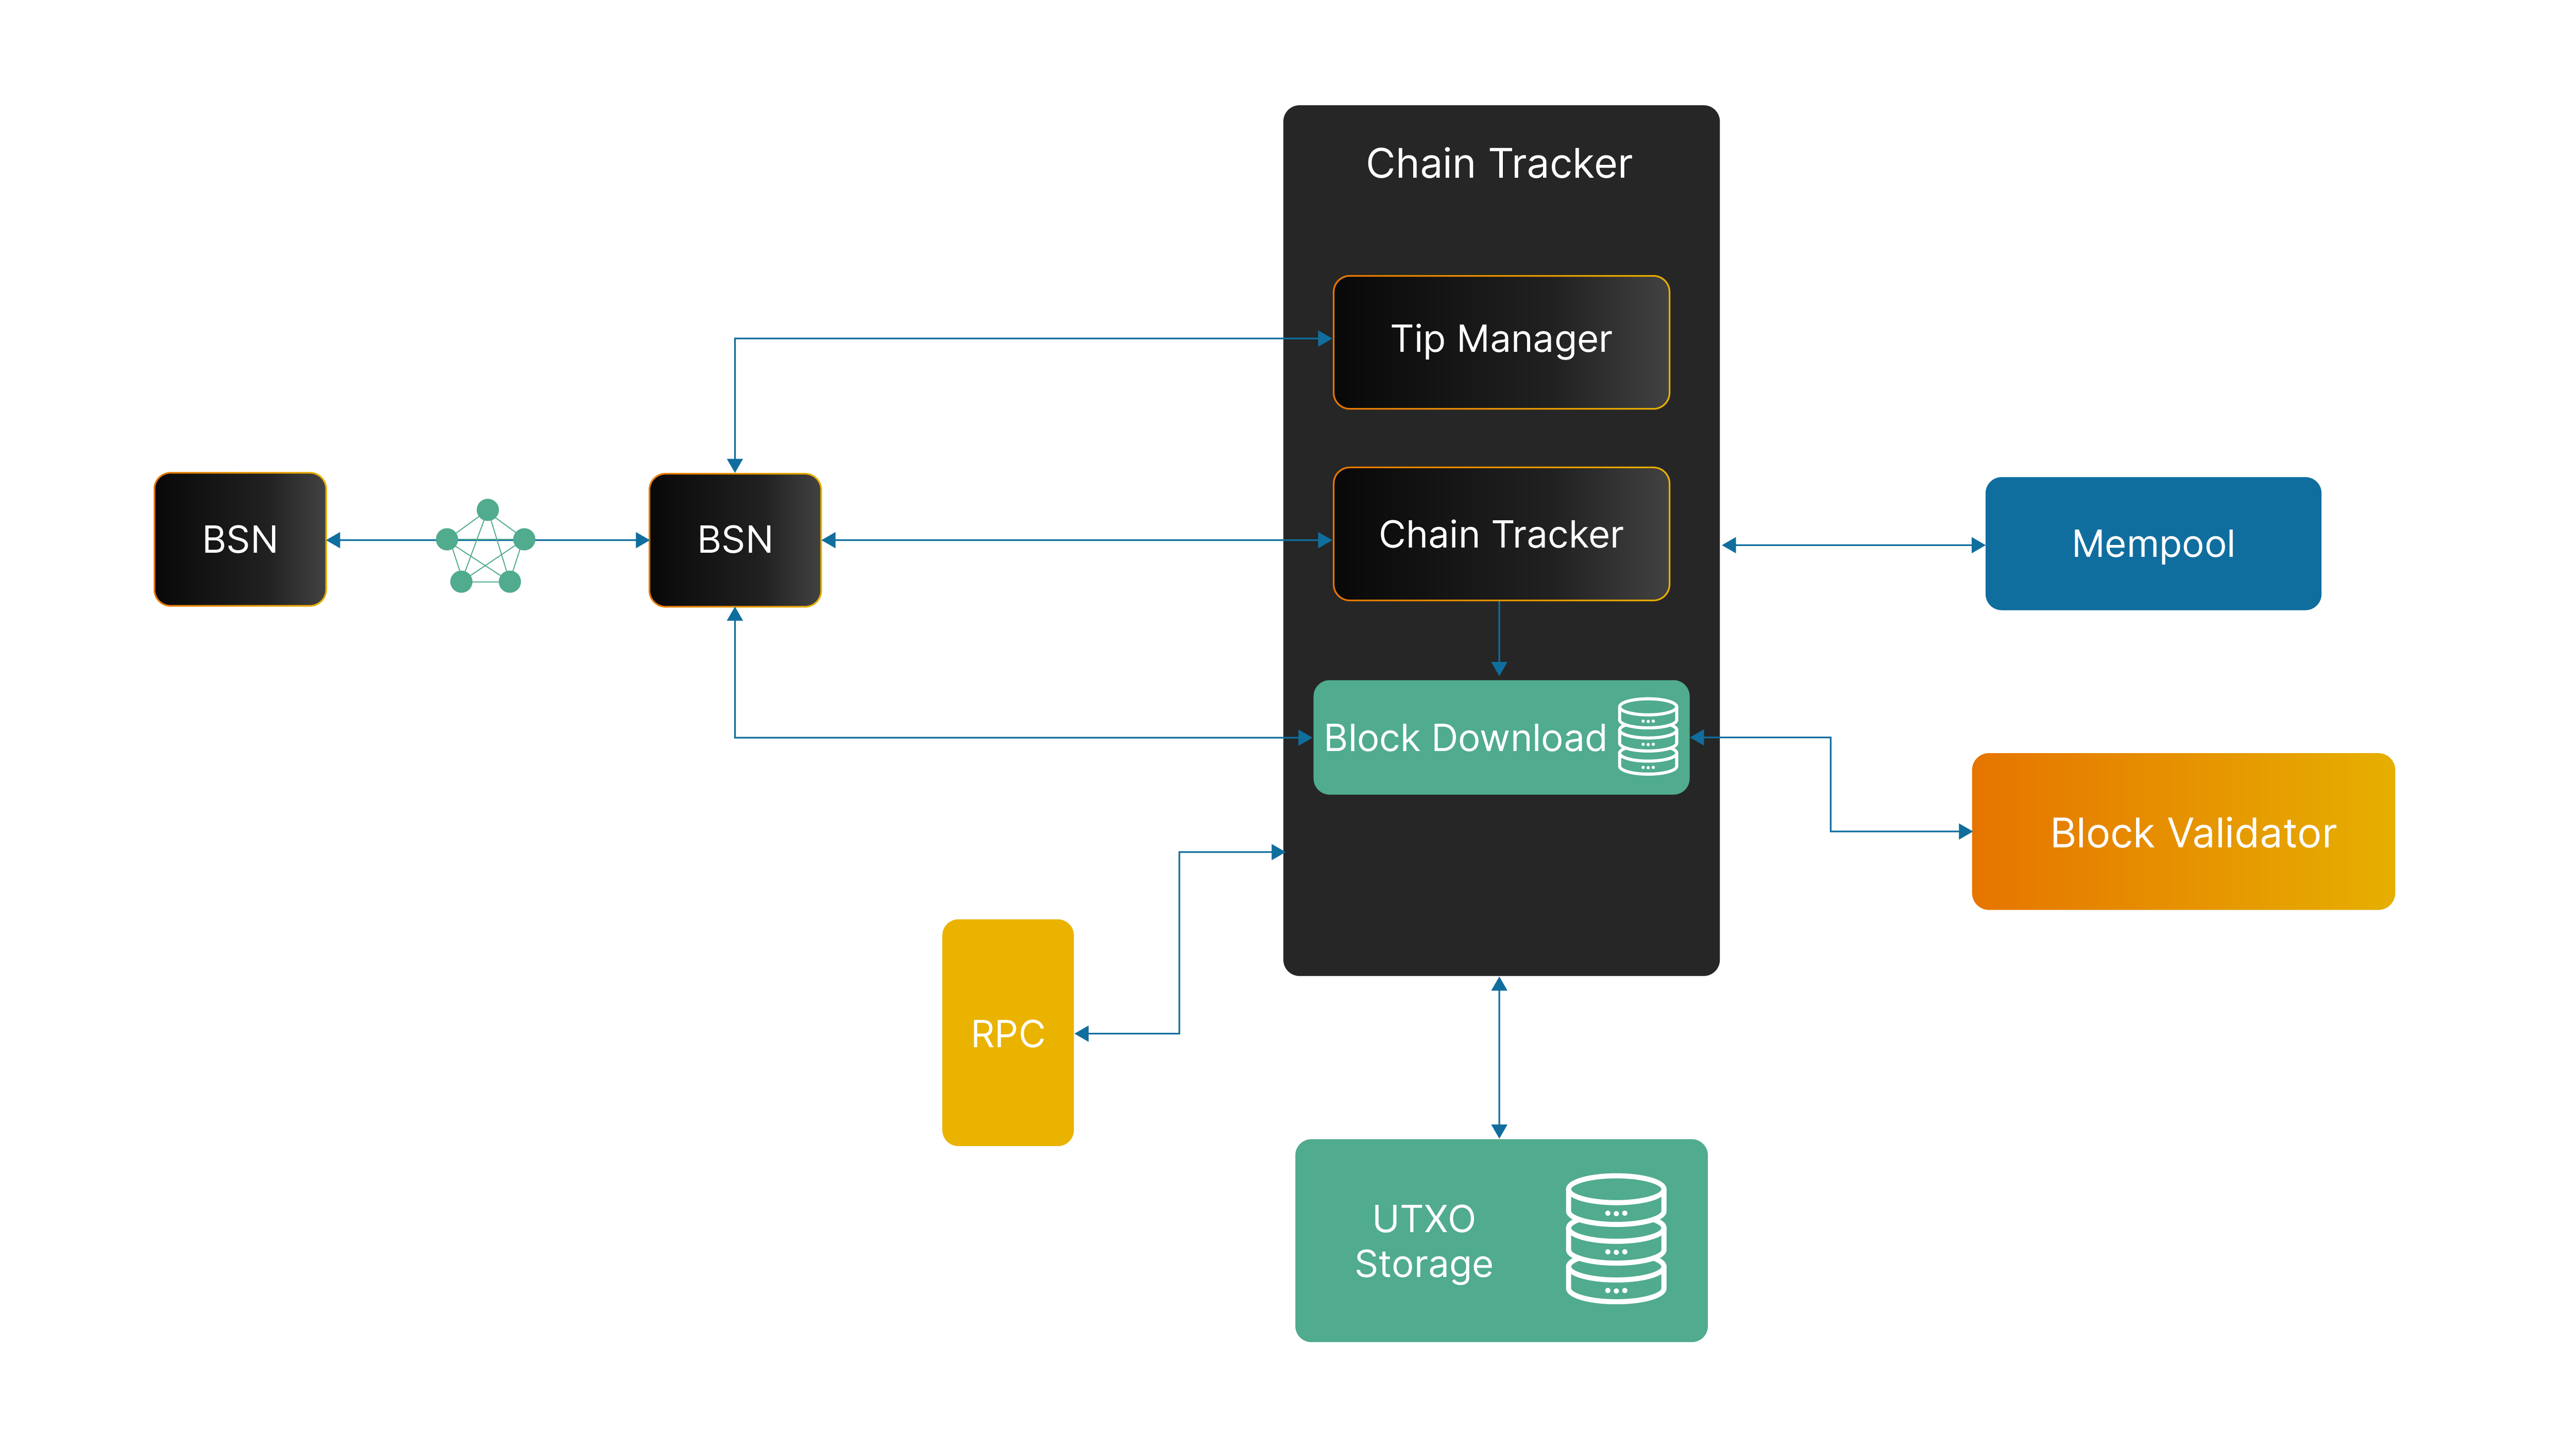 Chain Tracker
Tip Manager
BSN
BSN
Chain Tracker
Mempool
Block Download
Block Validator
RPC
UTXO
Storage